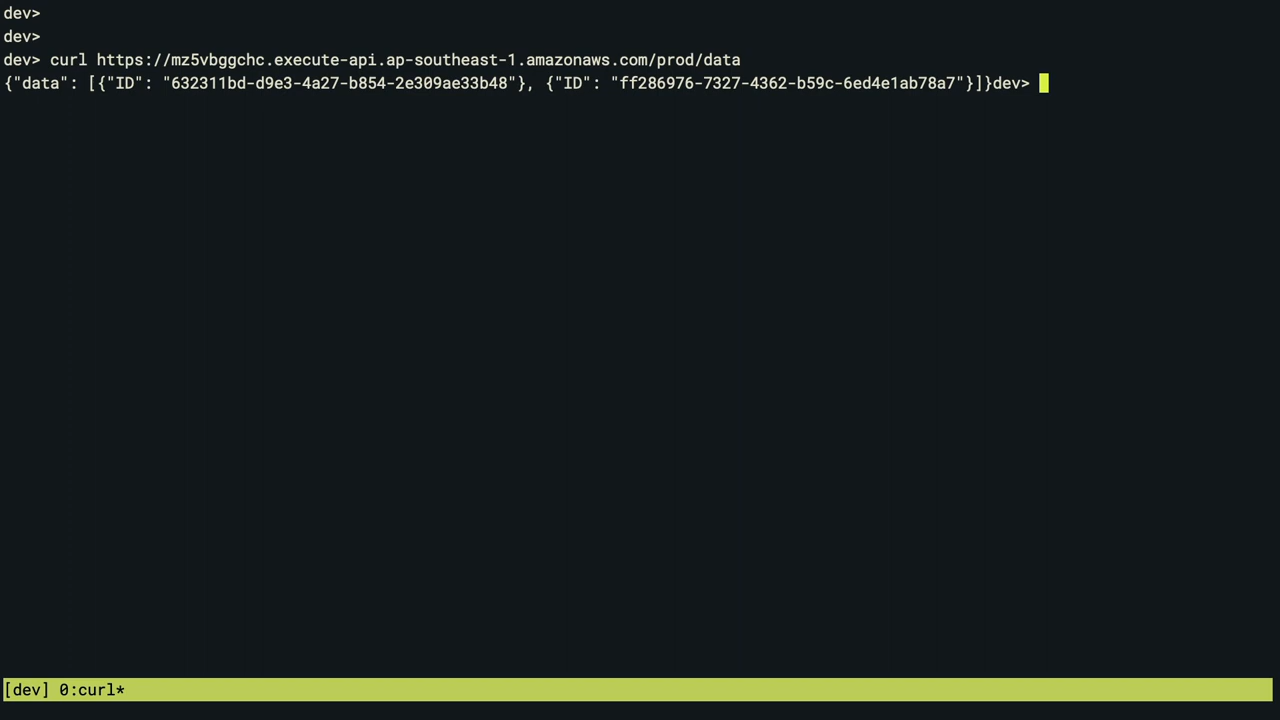 dev>
dev>
dev> curl https://mz5vbggchc.execute-api.ap-southeast-1.amazonaws.com/prod/data
{"data": [{"ID": "632311bd-d9e3-4a27-b854-2e309ae33b48"}, {"ID": "ff286976-7327-4362-b59c-6ed4e1ab78a7"}]}dev>
[dev] 0:curl*